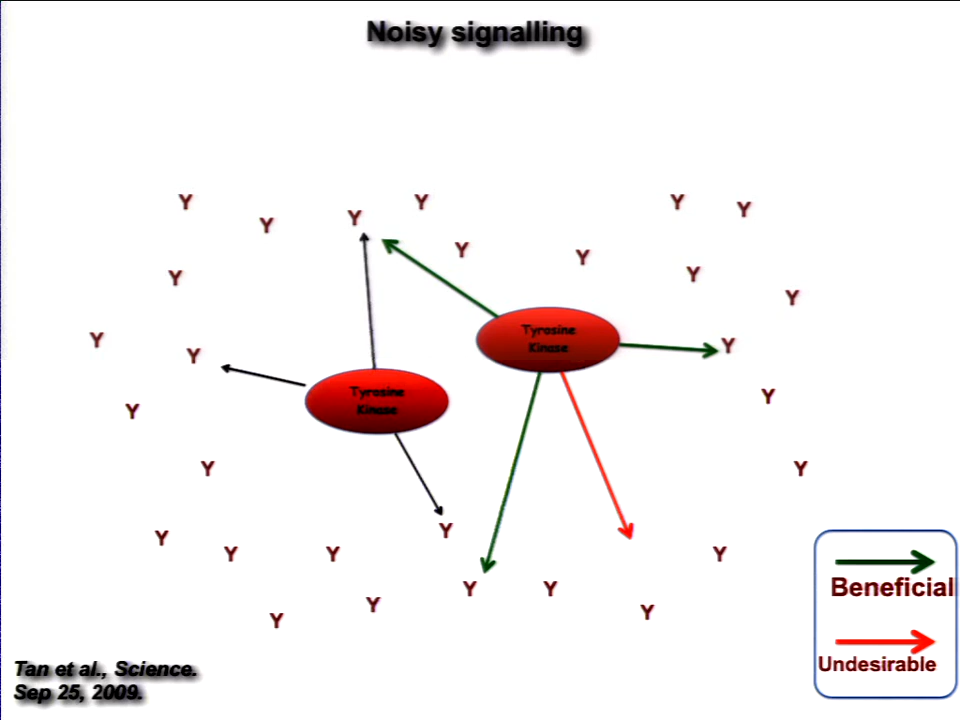 Noisy signalling
Y Y Y Y
Y Y
Y Y
Y Y
Y
Tyrosine
Kinase
Y Y Y
Tyrosine
Kinase
Y Y
Y Y
Y Y
Y Y Y
Y Y
Y Y Y
Beneficial
Undesirable
Tan et al., Science.
Sep 25, 2009.